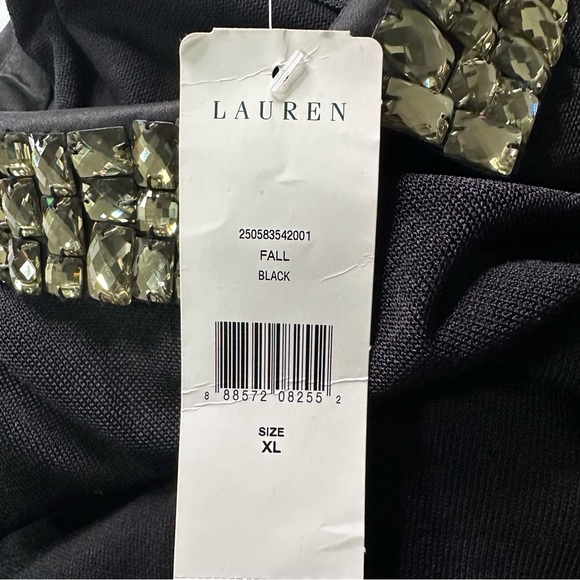 LAUREN
250583542001
FALL
BLACK
8 88572 08255 2
SIZE
XL